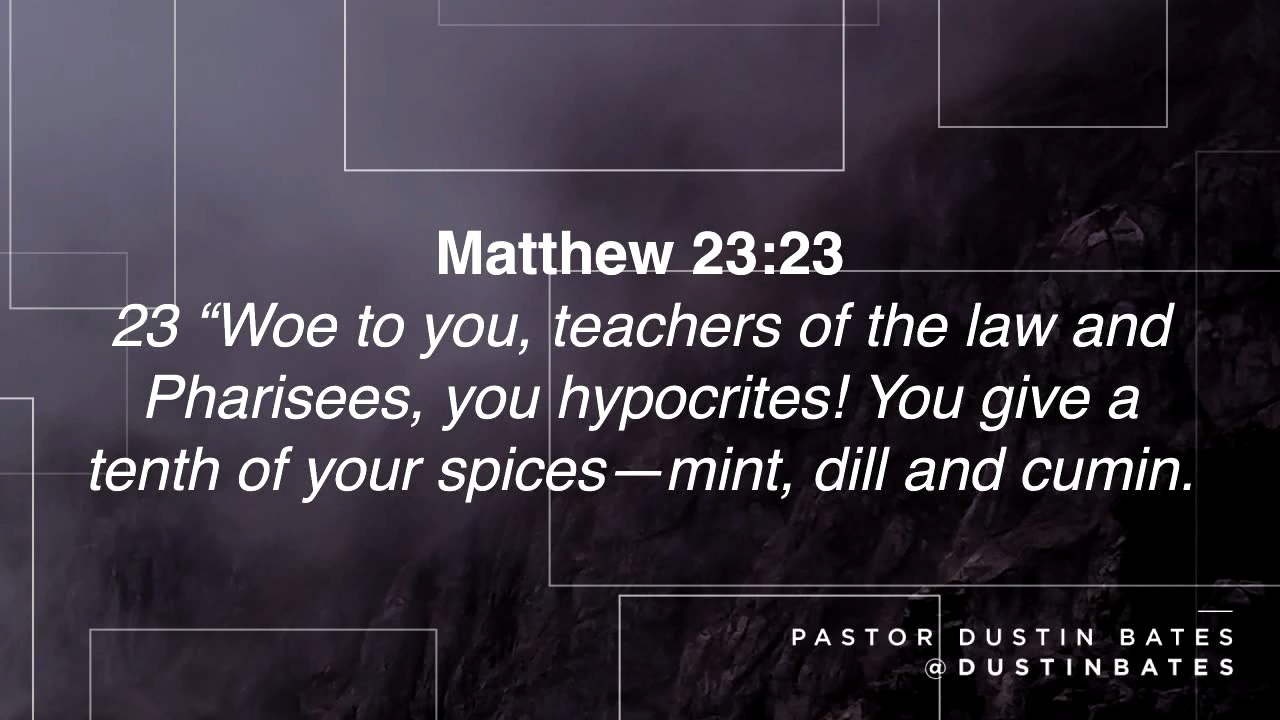 Matthew 23:23
23 “Woe to you, teachers of the law and
Pharisees, you hypocrites! You give a
tenth of your spices—mint, dill and cumin.
PASTOR DUSTIN BATES
@DUSTINBATES